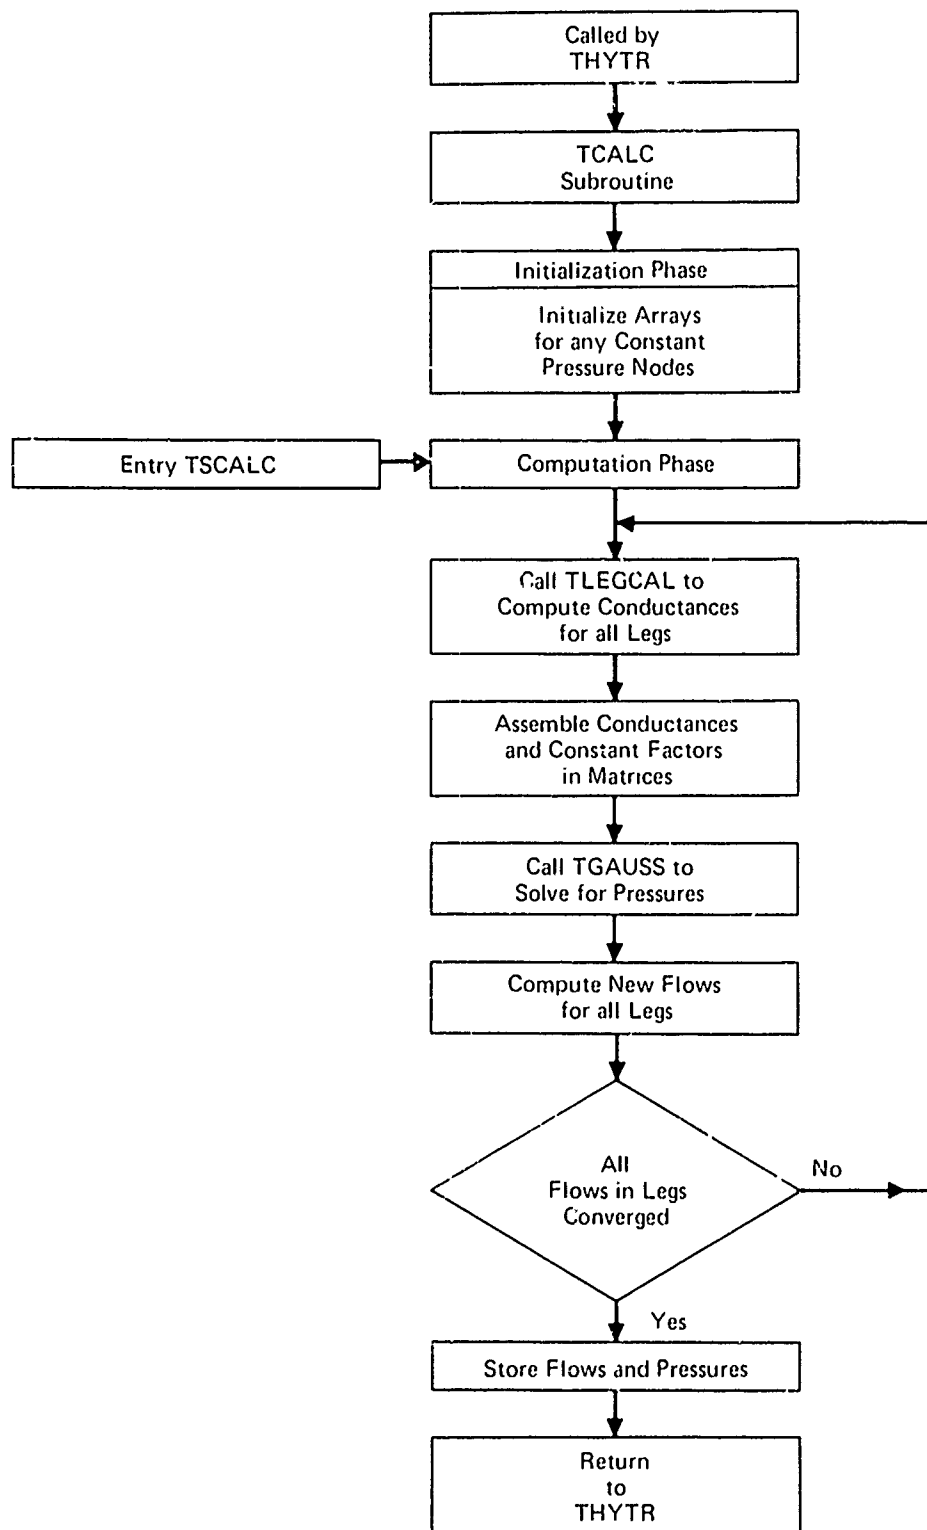 Called by
THYTR
TCALC
Subroutine
Initialization Phase
Initialize Arrays
for any Constant
Pressure Nodes
Entry TSCALC
Computation Phase
Call TLEGCAL to
Compute Conductances
for all Legs
Assemble Conductances
and Constant Factors
in Matrices
Call TGAUSS to
Solve for Pressures
Compute New Flows
for all Legs
All
Flows in Legs
Converged
No
Yes
Store Flows and Pressures
Return
to
THYTR